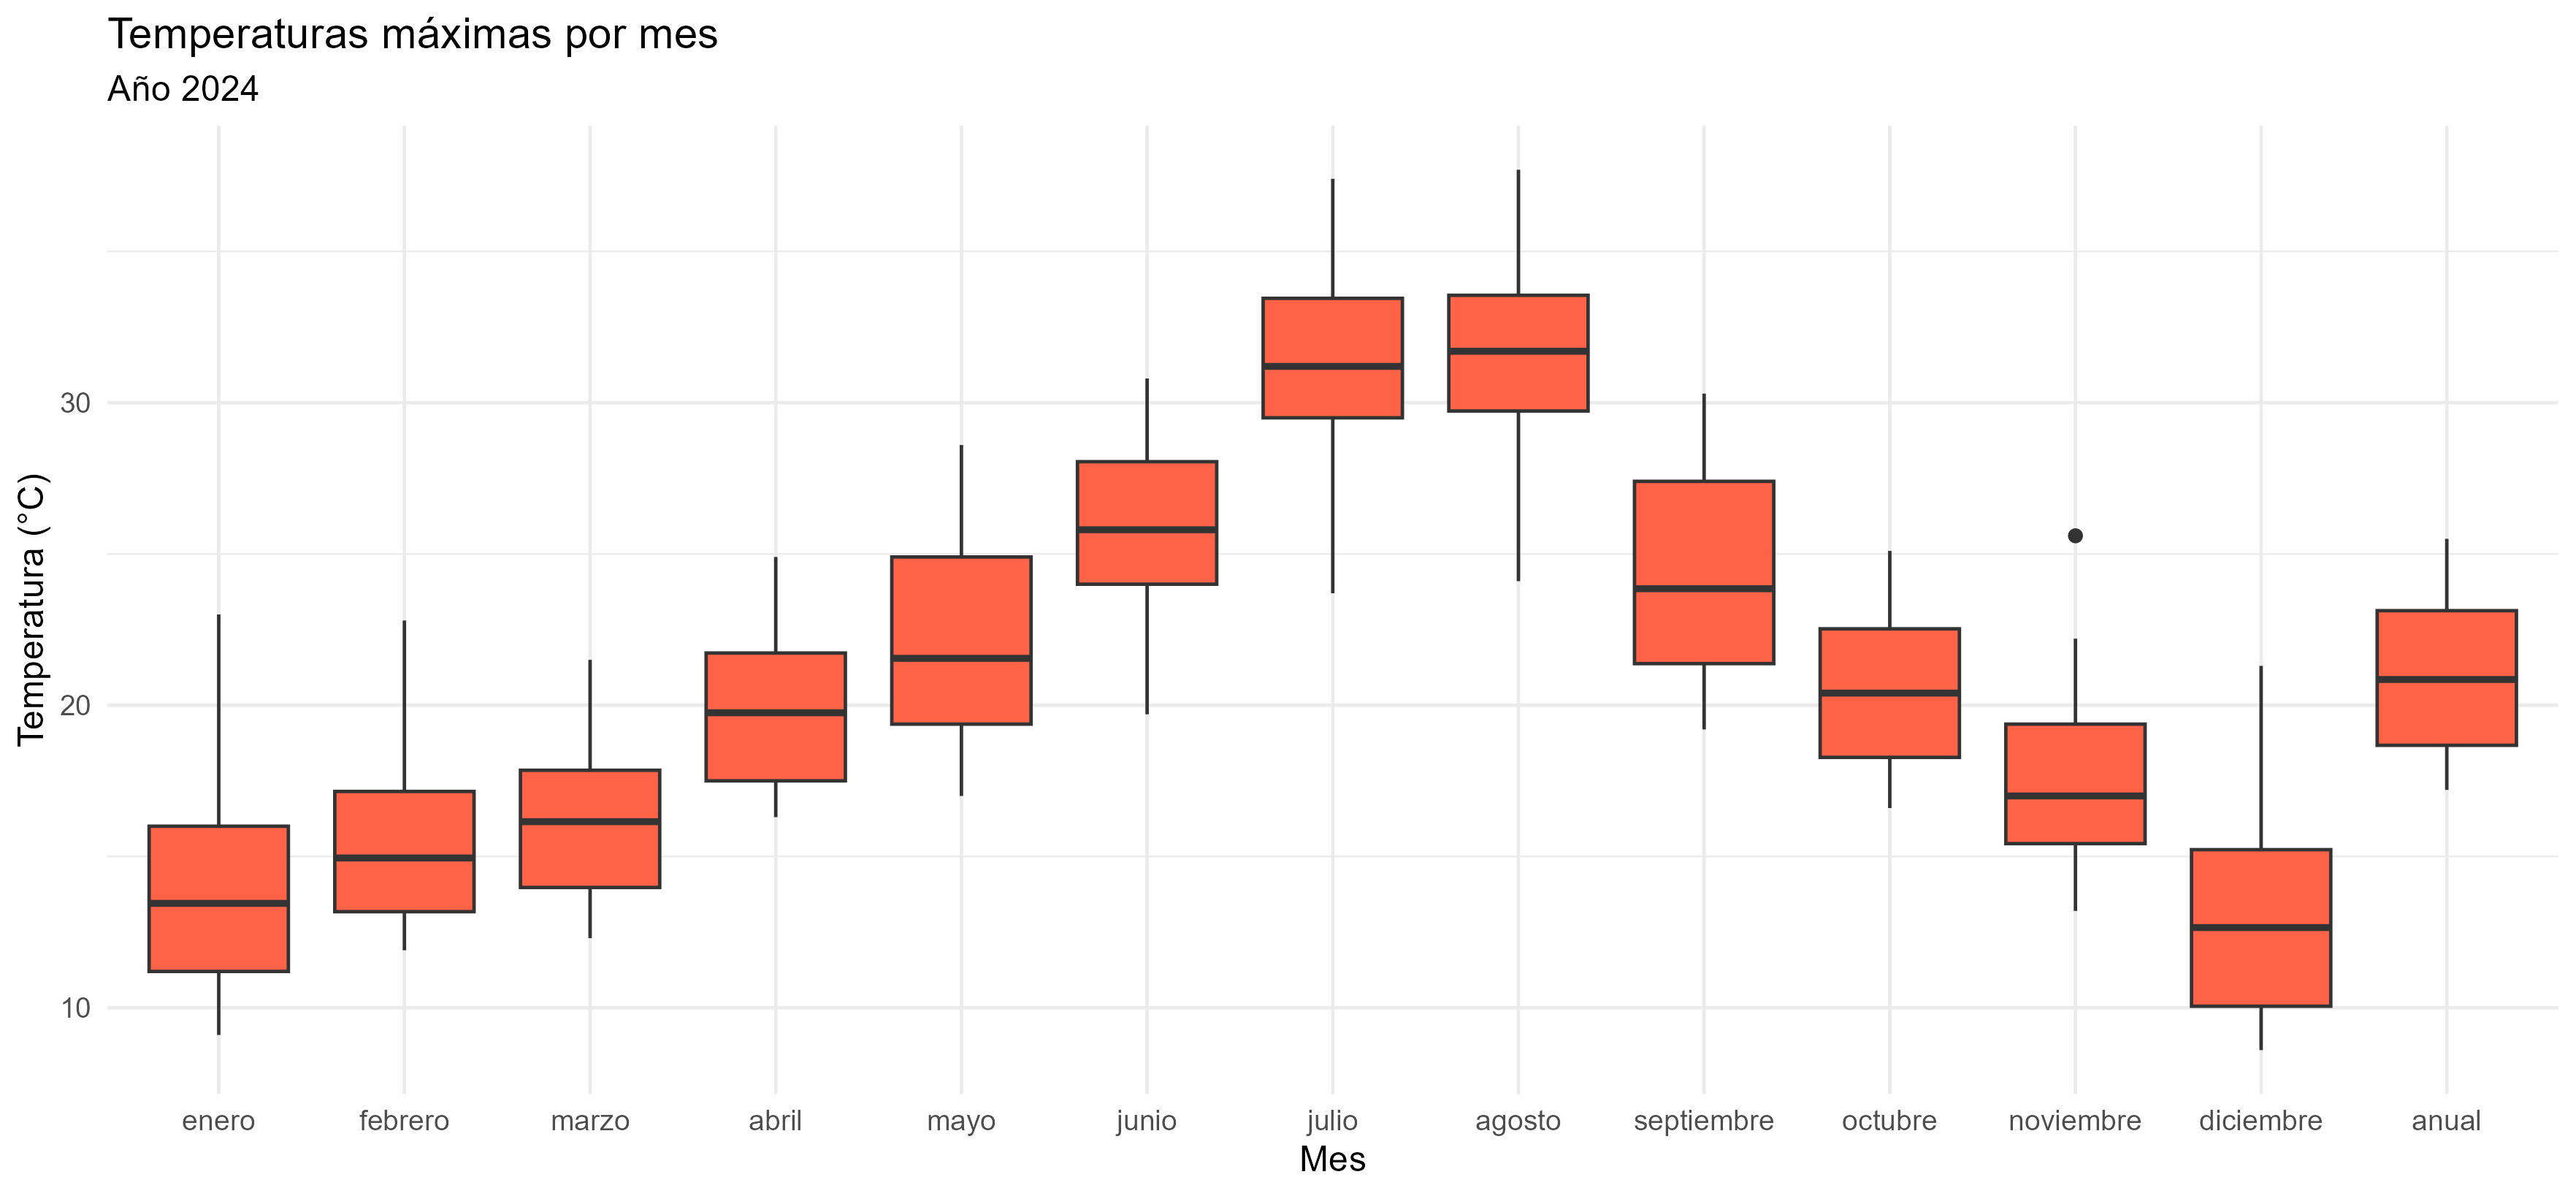 Temperaturas máximas por mes
Año 2024
Temperatura (°C)
30
20
10
enero febrero marzo abril mayo junio julio agosto septiembre octubre noviembre diciembre anual
Mes